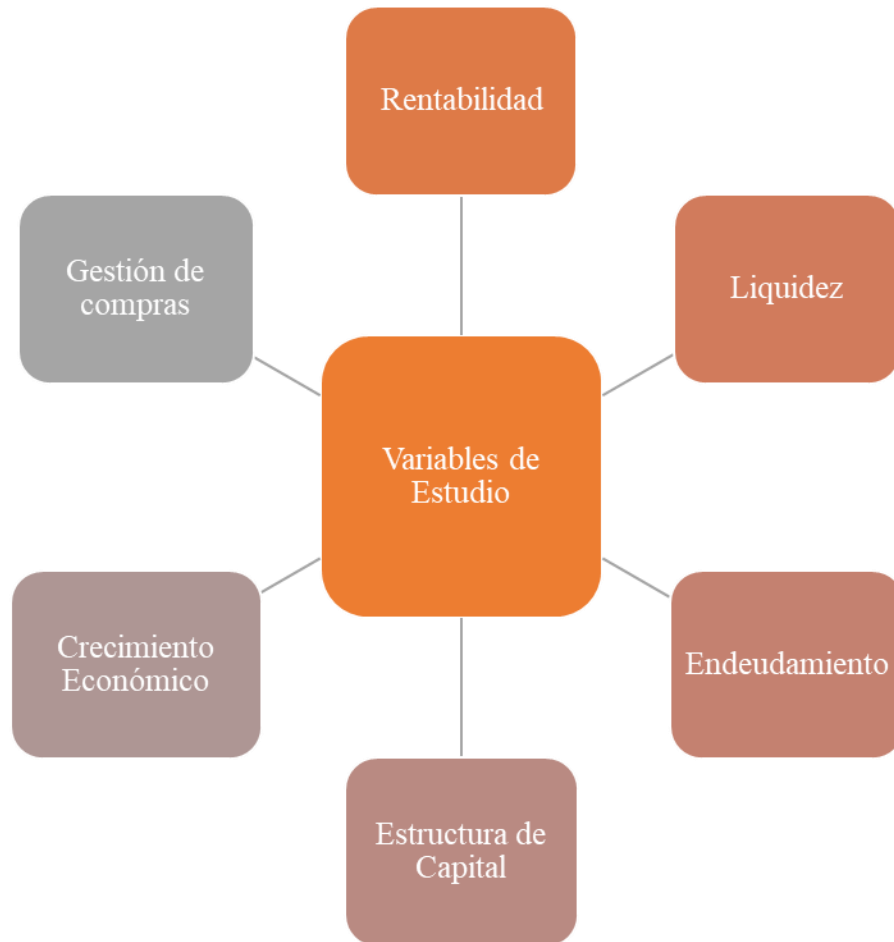 Rentabilidad
Gestión de
compras
Liquidez
Variables de
Estudio
Crecimiento
Económico
Endeudamiento
Estructura de
Capital